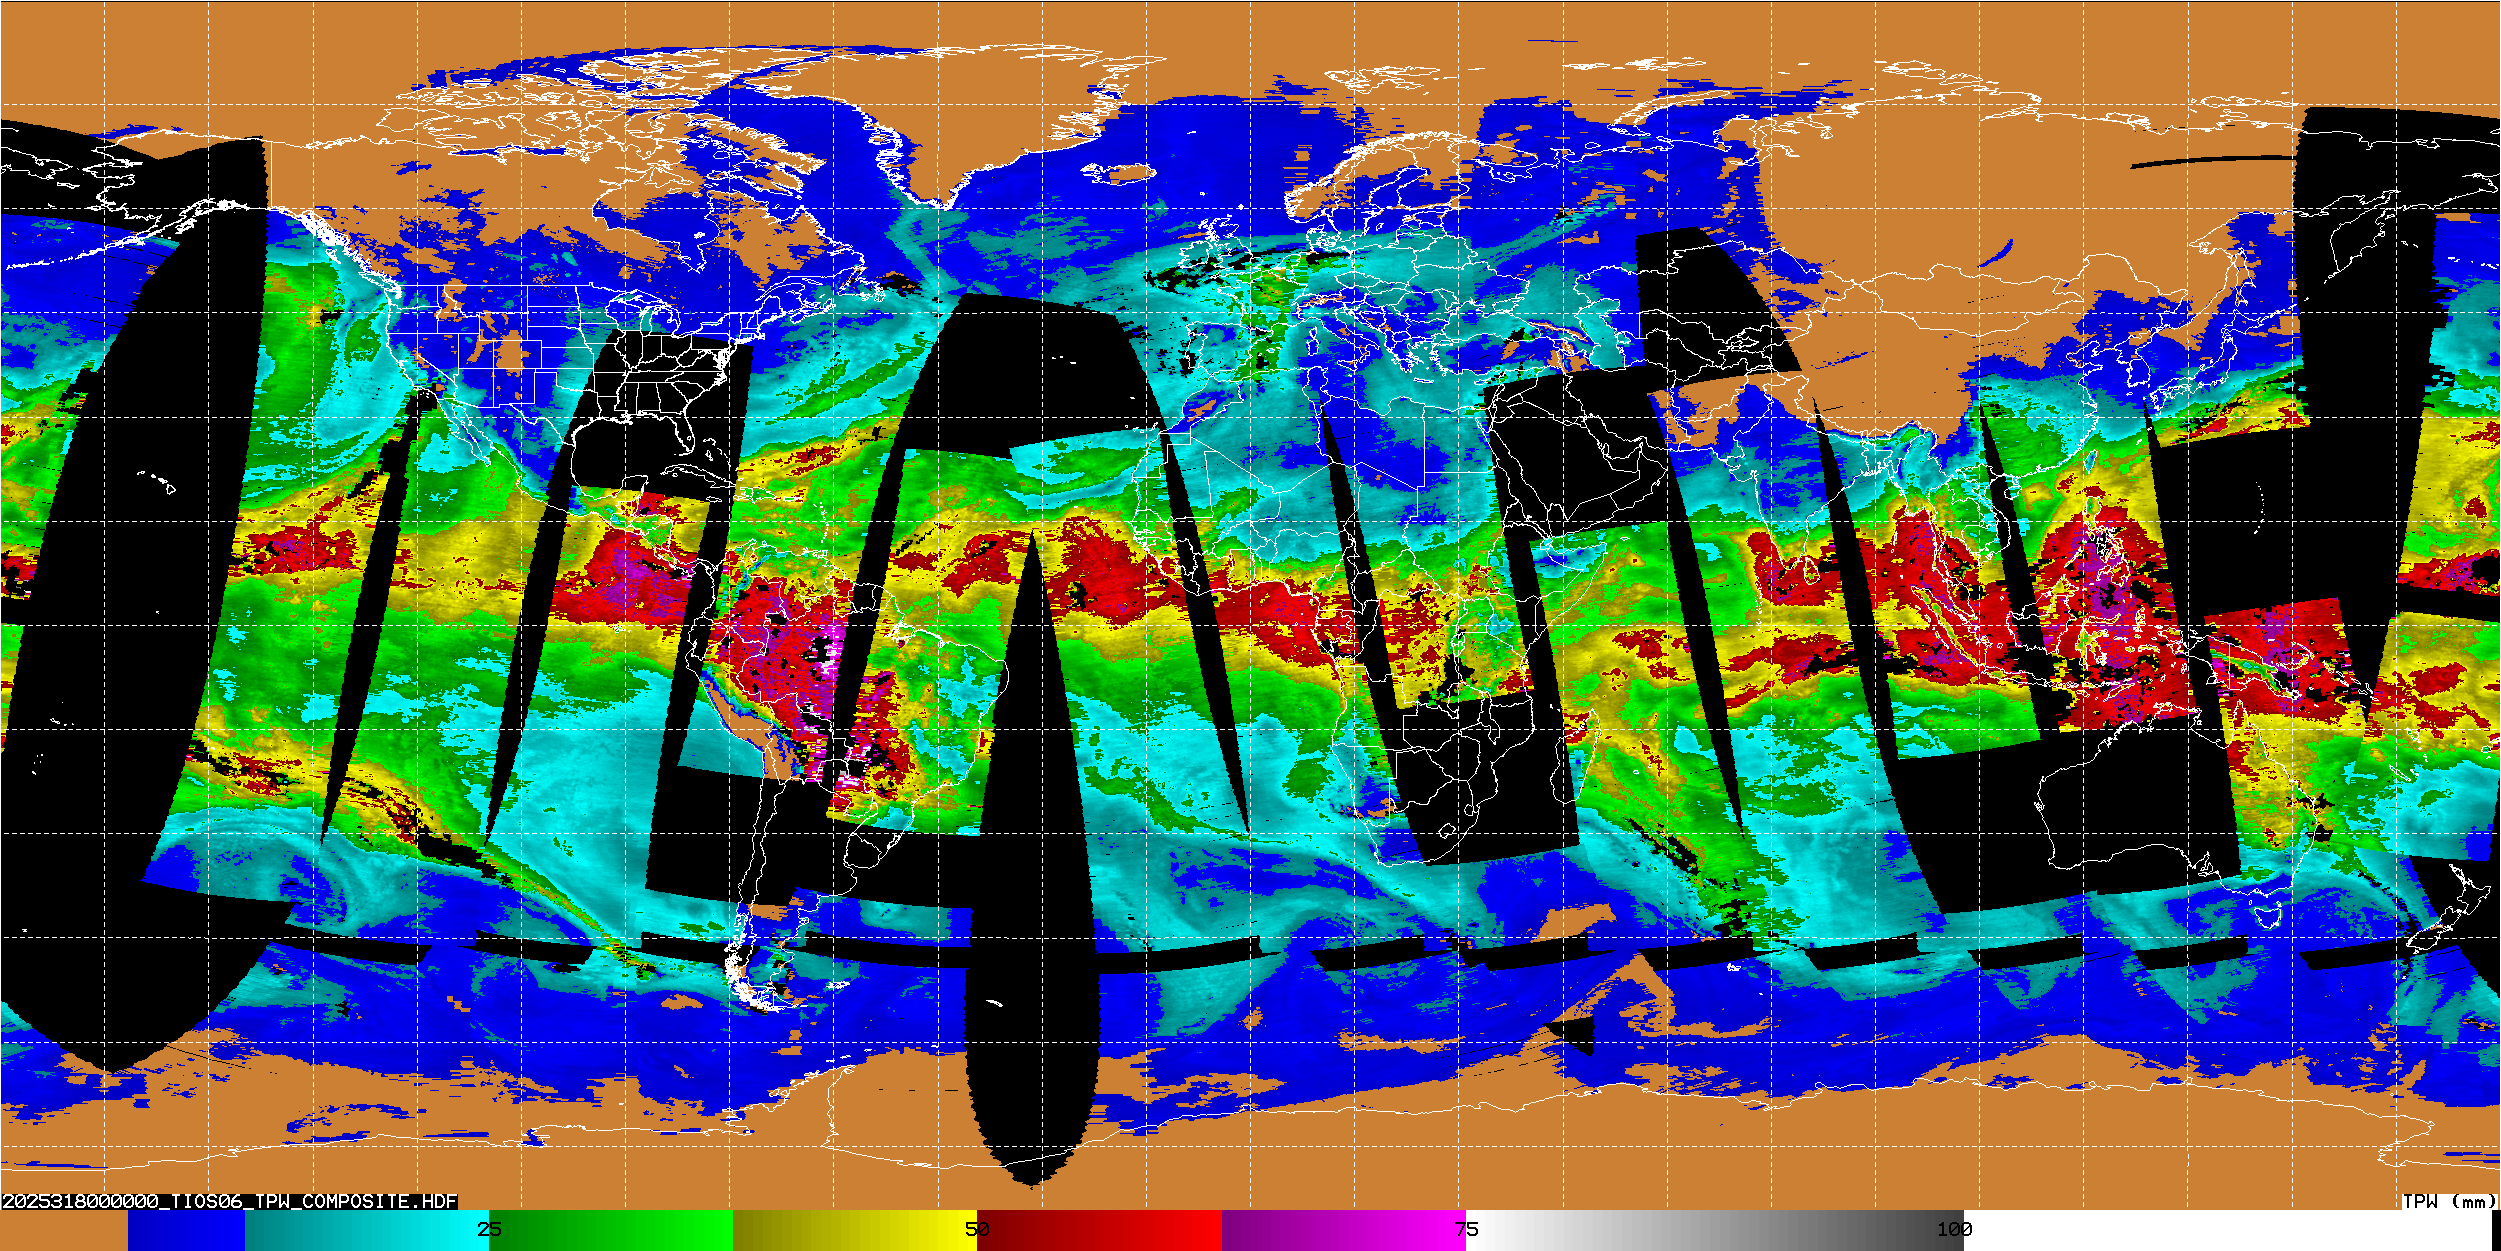 2025318000000_TIOS06_TPW_COMPOSITE.HDF
TPW (mm)
25 50 75 100